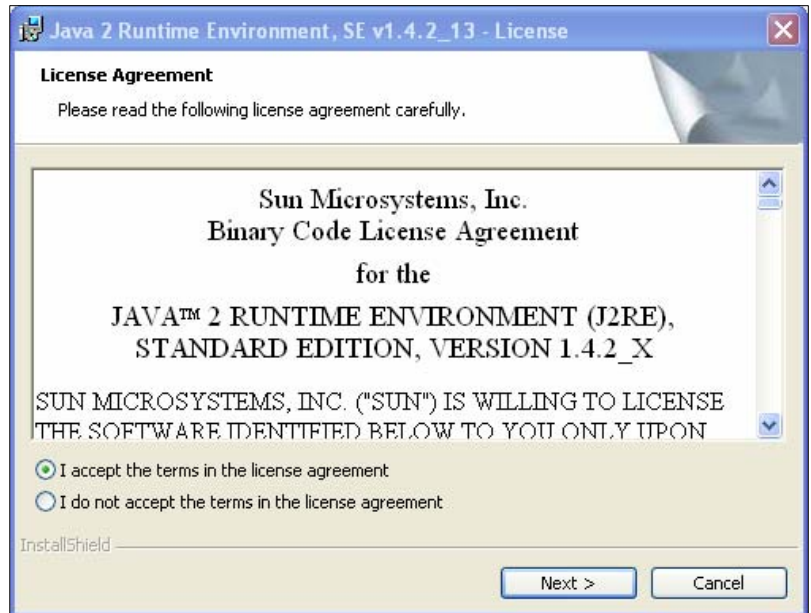 Java 2 Runtime Environment, SE v1.4.2_13 - License
License Agreement
Please read the following license agreement carefully.
Sun Microsystems, Inc.
Binary Code License Agreement
for the
JAVA™ 2 RUNTIME ENVIRONMENT (J2RE),
STANDARD EDITION, VERSION 1.4.2_X
SUN MICROSYSTEMS, INC. ("SUN") IS WILLING TO LICENSE
THE SOFTWARE IDENTIFIED BELOW TO YOU ONLY UPON
I accept the terms in the license agreement
I do not accept the terms in the license agreement
InstallShield
Next >
Cancel